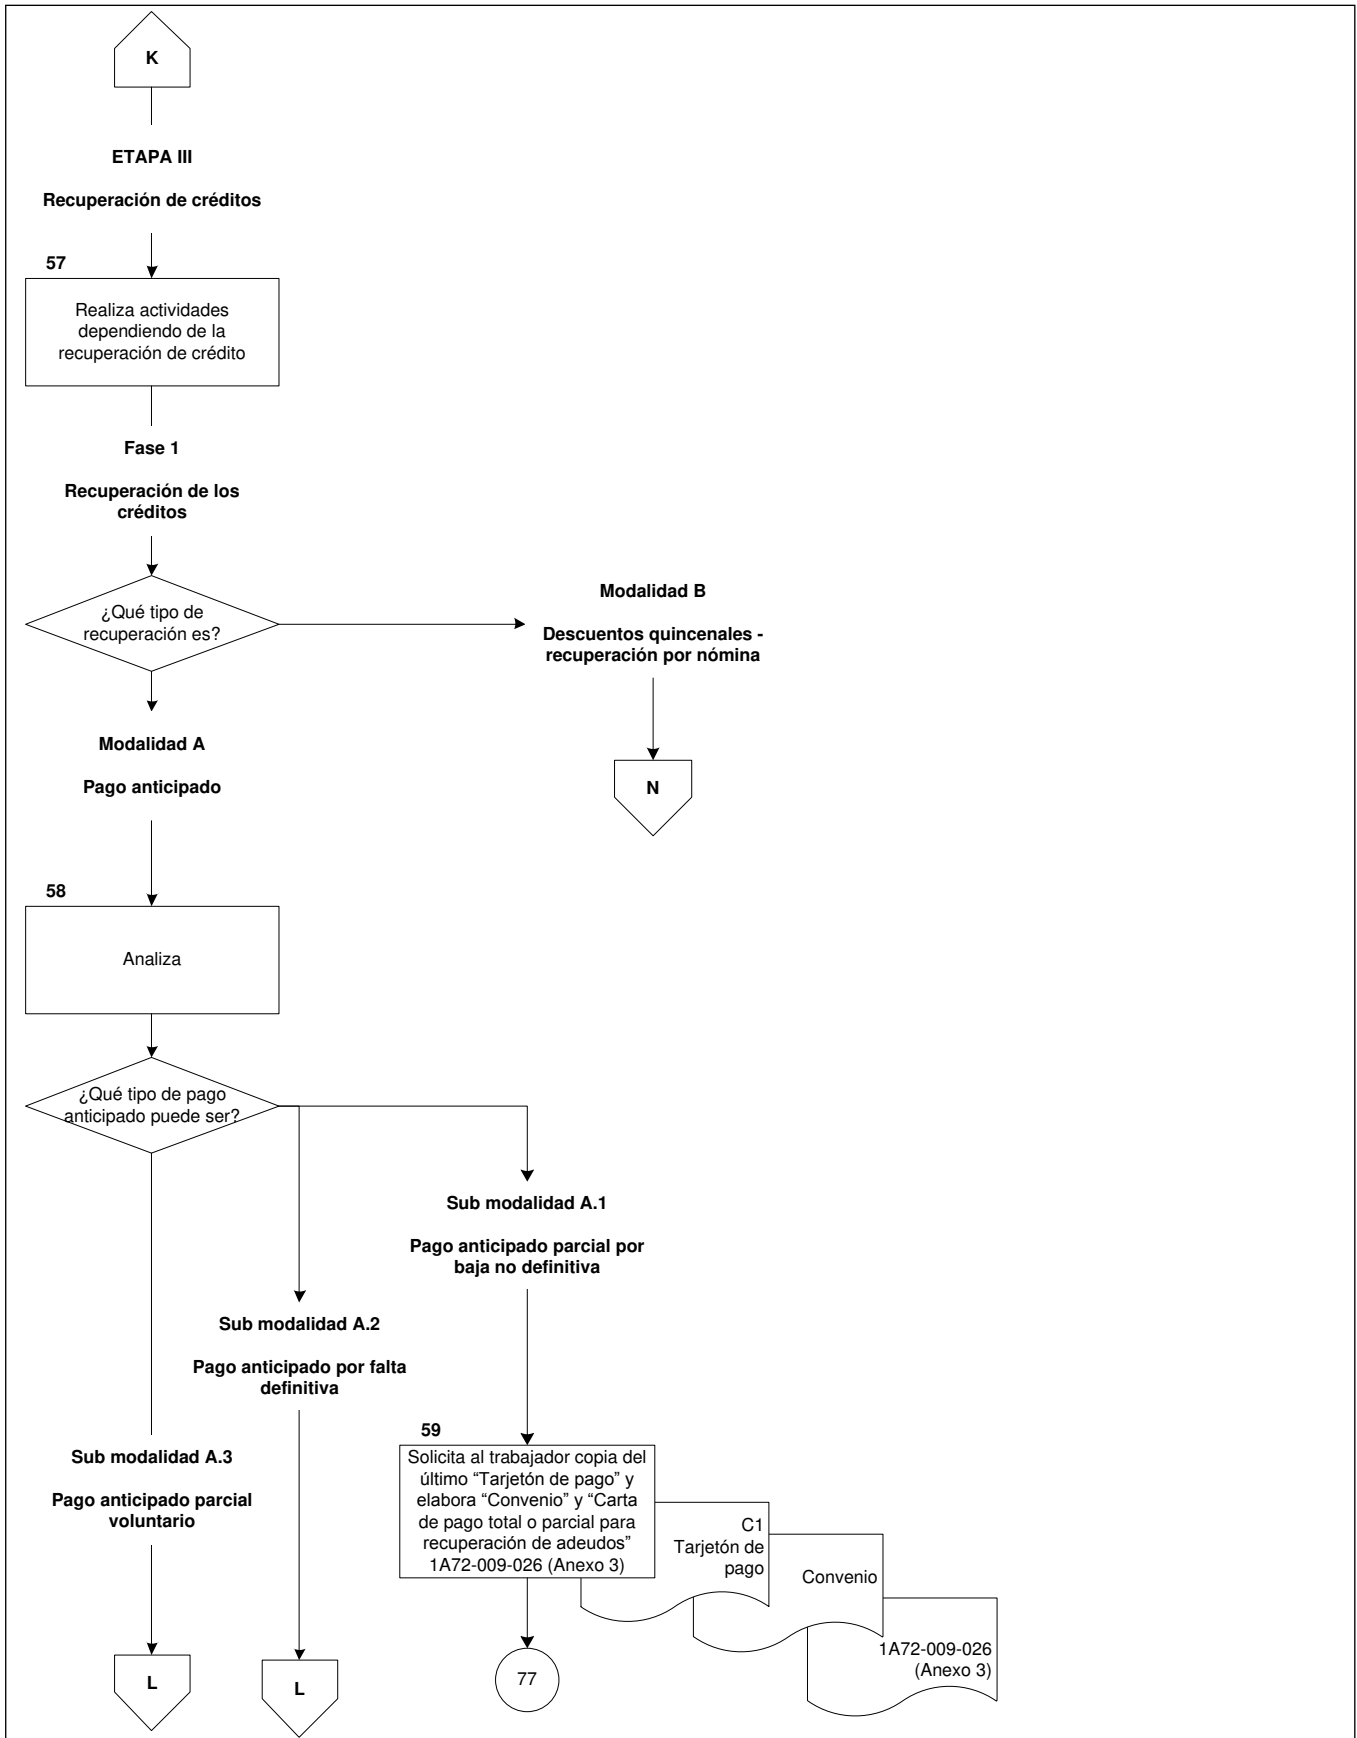 K
ETAPA III
Recuperación de créditos
57
Realiza actividades
dependiendo de la
recuperación de crédito
Fase 1
Recuperación de los
créditos
¿Qué tipo de
recuperación es?
Modalidad B
Descuentos quincenales -
recuperación por nómina
N
Modalidad A
Pago anticipado
58
Analiza
¿Qué tipo de pago
anticipado puede ser?
Sub modalidad A.1
Pago anticipado parcial por
baja no definitiva
Sub modalidad A.2
Pago anticipado por falta
definitiva
Sub modalidad A.3
Pago anticipado parcial
voluntario
59
Solicita al trabajador copia del
último “Tarjetón de pago” y
elabora “Convenio” y “Carta
de pago total o parcial para
recuperación de adeudos”
1A72-009-026 (Anexo 3)
C1
Tarjetón de
pago
Convenio
1A72-009-026
(Anexo 3)
L
L
77